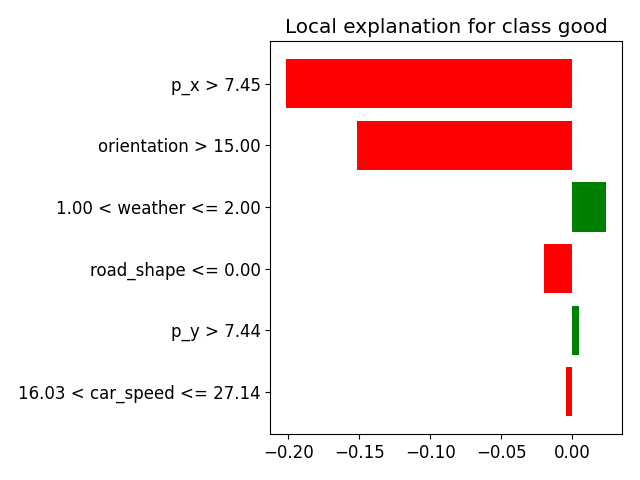 Local explanation for class good
p_x > 7.45
orientation > 15.00
1.00 < weather <= 2.00
road_shape <= 0.00
p_y > 7.44
16.03 < car_speed <= 27.14
−0.20 −0.15 −0.10 −0.05 0.00